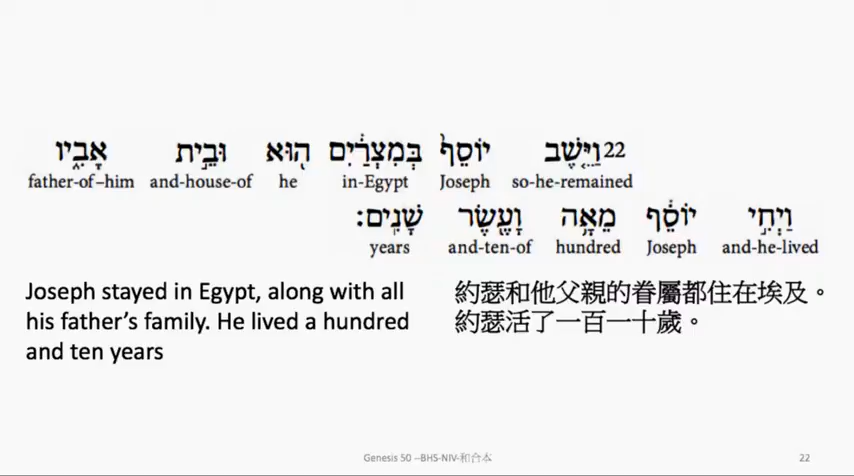 22 וַיֵּ֤שֶׁב יוֹסֵף֙ בְּמִצְרַ֔יִם ה֖וּא וּבֵ֣ית אָבִ֑יו
so-he-remained Joseph in-Egypt he and-house-of father-of–him
וַיְחִ֣י יוֹסֵ֔ף מֵאָ֥ה וָעֶ֖שֶׂר שָׁנִֽים׃
and-he-lived Joseph hundred and-ten-of years
Joseph stayed in Egypt, along with all
his father’s family. He lived a hundred
and ten years
約瑟和他父親的眷屬都住在埃及。
約瑟活了一百一十歲。
Genesis 50 –BHS-NIV-和合本
22